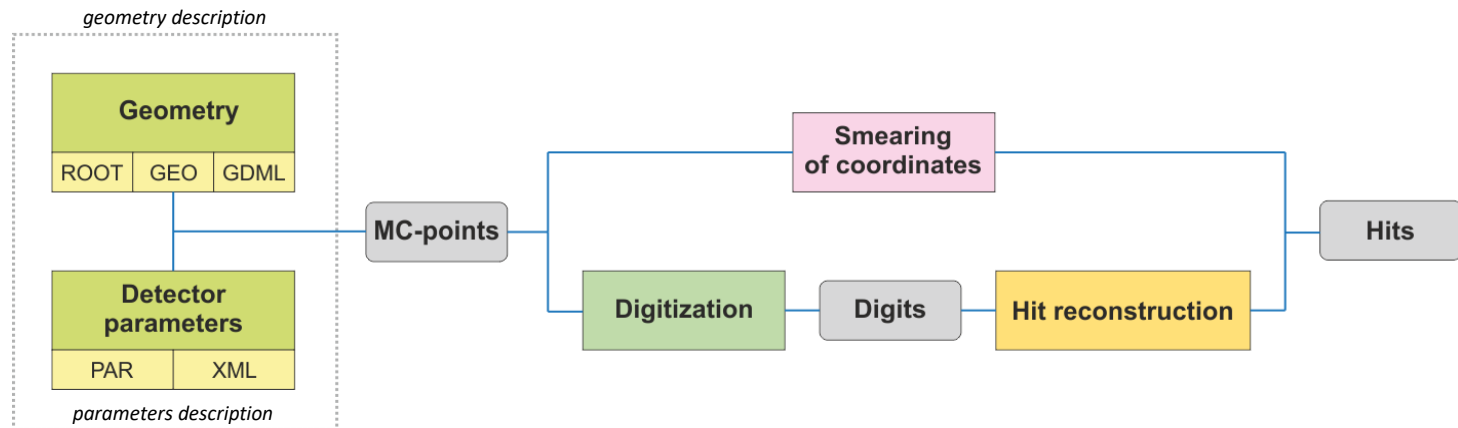 geometry description
Geometry
ROOT GEO GDML
Detector
parameters
PAR XML
parameters description
MC-points
Smearing
of coordinates
Digitization
Digits
Hit reconstruction
Hits